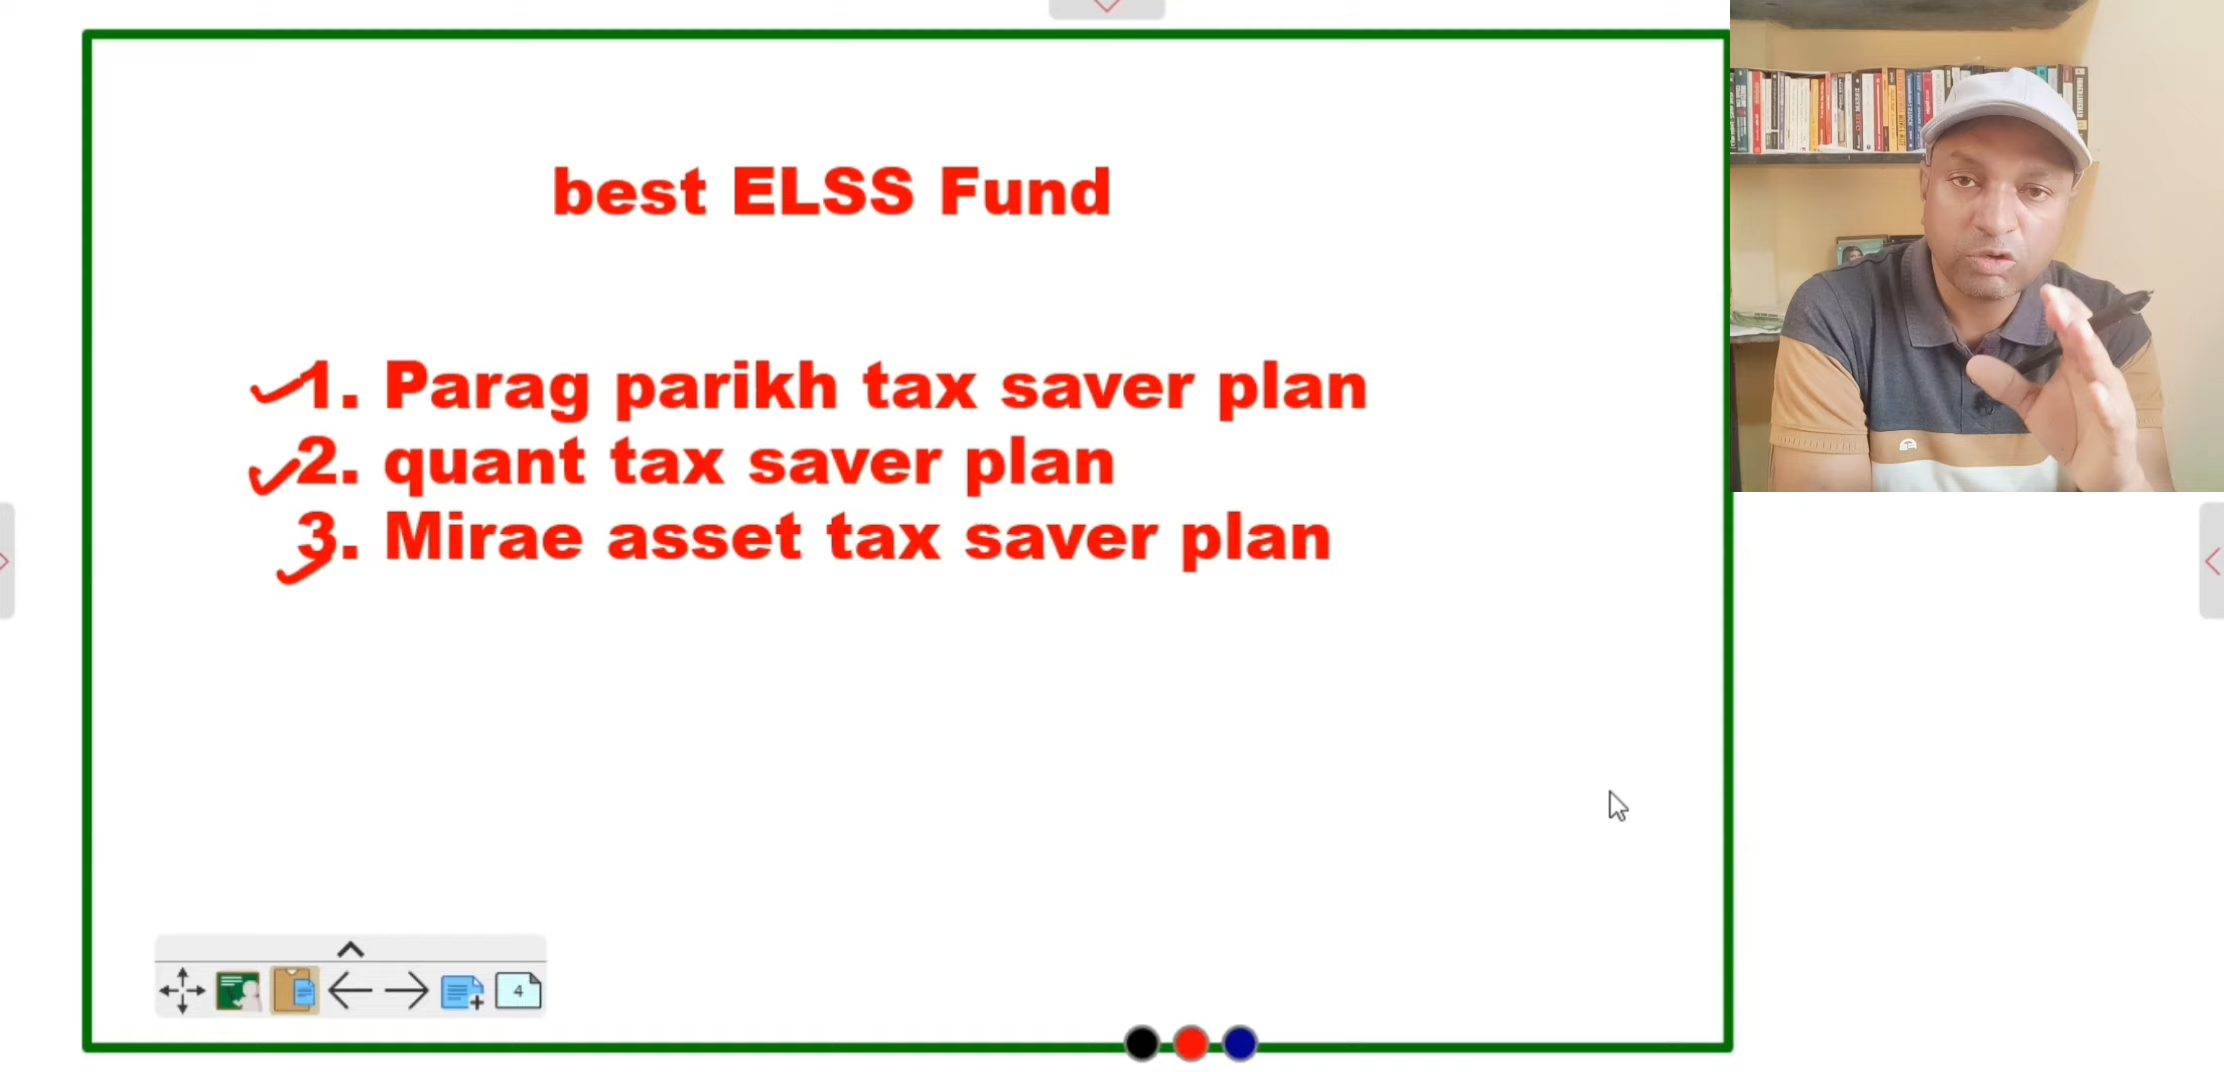 best ELSS Fund
1. Parag parikh tax saver plan
2. quant tax saver plan
3. Mirae asset tax saver plan
4